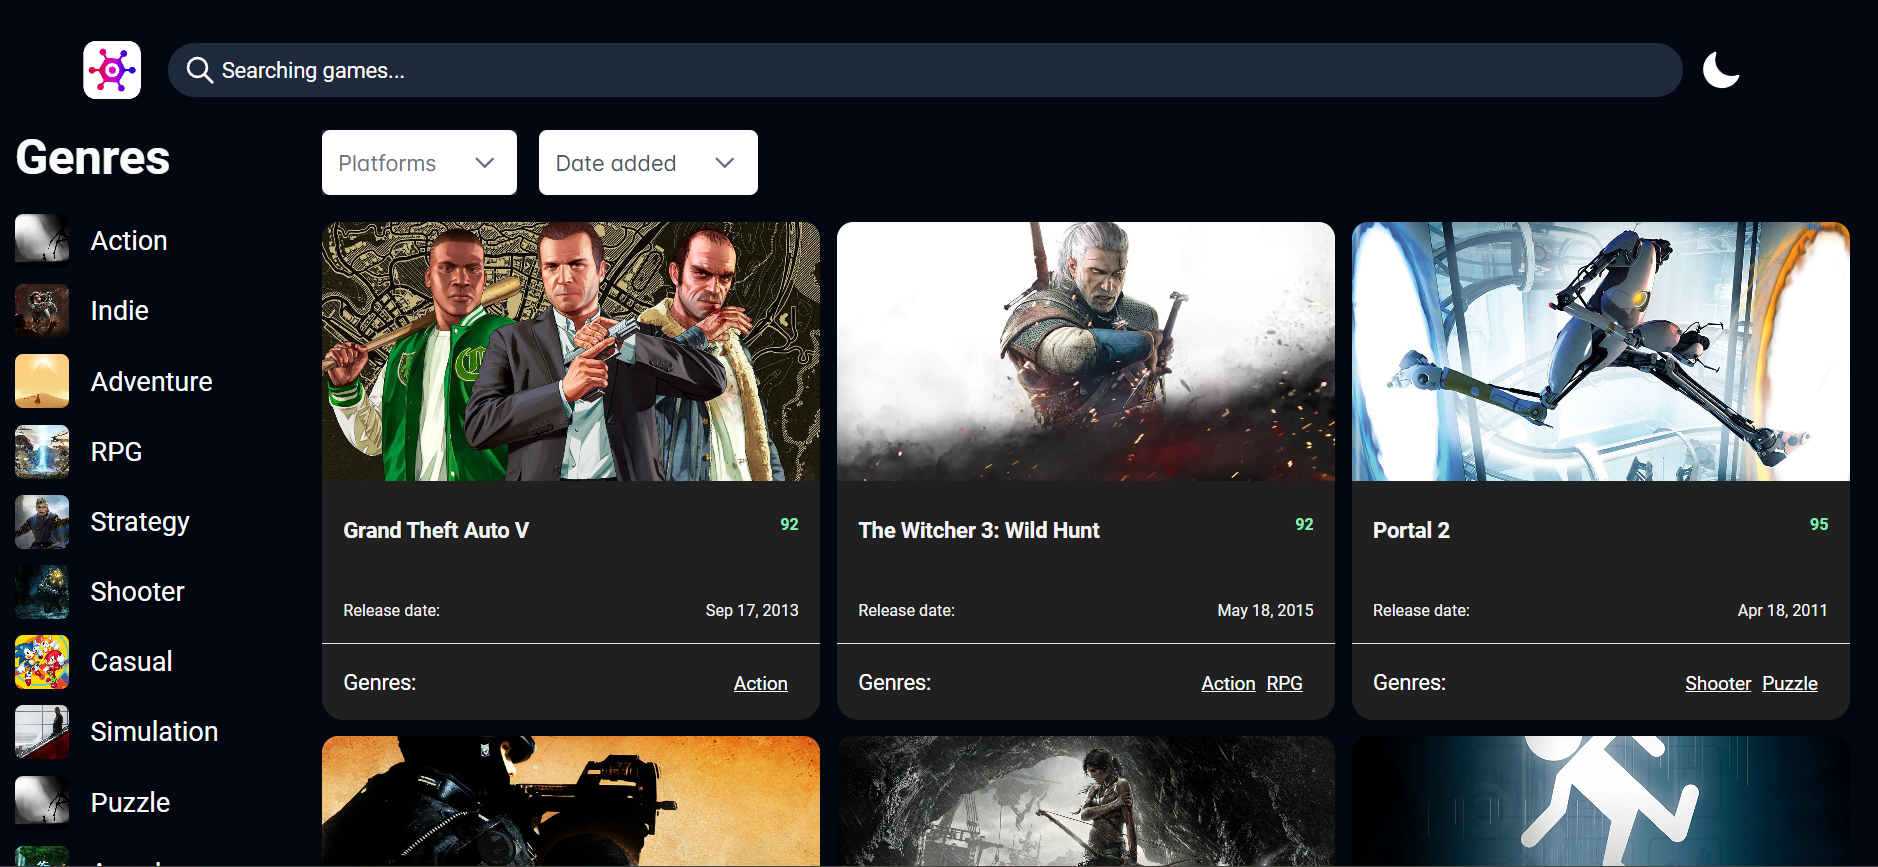 Searching games...
Genres
Platforms
Date added
Action
Indie
Adventure
RPG
Strategy
Shooter
Casual
Simulation
Puzzle
Grand Theft Auto V 92
Release date: Sep 17, 2013
Genres: Action
The Witcher 3: Wild Hunt 92
Release date: May 18, 2015
Genres: Action RPG
Portal 2 95
Release date: Apr 18, 2011
Genres: Shooter Puzzle